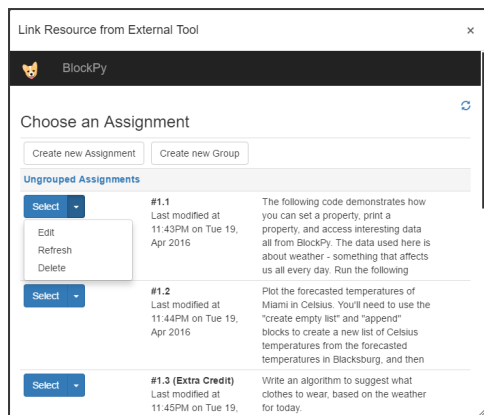 Link Resource from External Tool ×
BlockPy
Choose an Assignment
Create new Assignment Create new Group
Ungrouped Assignments
Select
Edit
Refresh
Delete
#1.1
Last modified at
11:43PM on Tue 19,
Apr 2016
The following code demonstrates how
you can set a property, print a
property, and access interesting data
all from BlockPy. The data used here is
about weather - something that affects
us all every day. Run the following
Select
#1.2
Last modified at
11:44PM on Tue 19,
Apr 2016
Plot the forecasted temperatures of
Miami in Celsius. You'll need to use the
"create empty list" and "append"
blocks to create a new list of Celsius
temperatures from the forecasted
temperatures in Blacksburg, and then
Select
#1.3 (Extra Credit)
Last modified at
11:45PM on Tue 19,
Write an algorithm to suggest what
clothes to wear, based on the weather
for today.